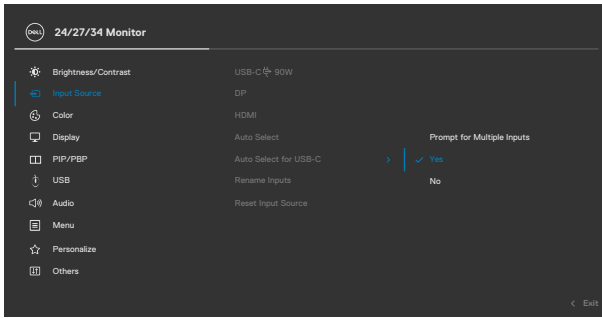 DELL 24/27/34 Monitor
Brightness/Contrast
Input Source
Color
Display
PIP/PBP
USB
Audio
Menu
Personalize
Others
USB-C 90W
DP
HDMI
Auto Select
Auto Select for USB-C
Rename Inputs
Reset Input Source
Prompt for Multiple Inputs
Yes
No
Exit